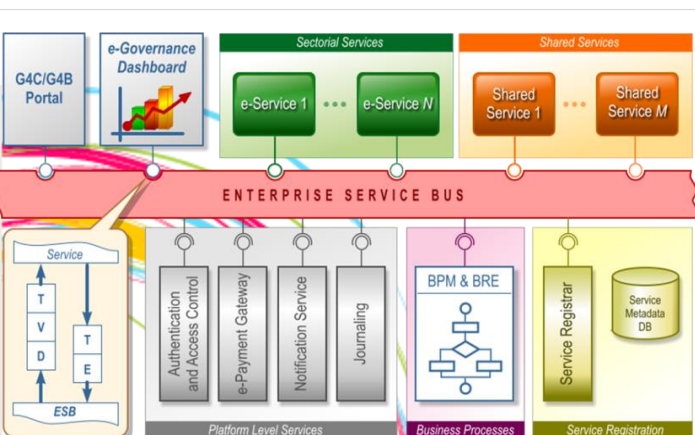 G4C/G4B
Portal
e-Governance
Dashboard
Sectorial Services
e-Service 1
e-Service N
Shared Services
Shared
Service 1
Shared
Service M
ENTERPRISE SERVICE BUS
Service
T
V
D
T
E
ESB
Authentication
and Access Control
e-Payment Gateway
Notification Service
Journaling
Platform Level Services
BPM & BRE
Business Processes
Service Registrar
Service
Metadata
DB
Service Registration